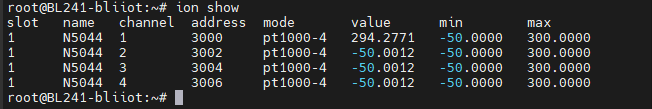 root@BL241-bliiot:~# ion show
slot name channel address mode value min max
1 N5044 1 3000 pt1000-4 294.2771 -50.0000 300.0000
1 N5044 2 3002 pt1000-4 -50.0012 -50.0000 300.0000
1 N5044 3 3004 pt1000-4 -50.0012 -50.0000 300.0000
1 N5044 4 3006 pt1000-4 -50.0012 -50.0000 300.0000
root@BL241-bliiot:~#